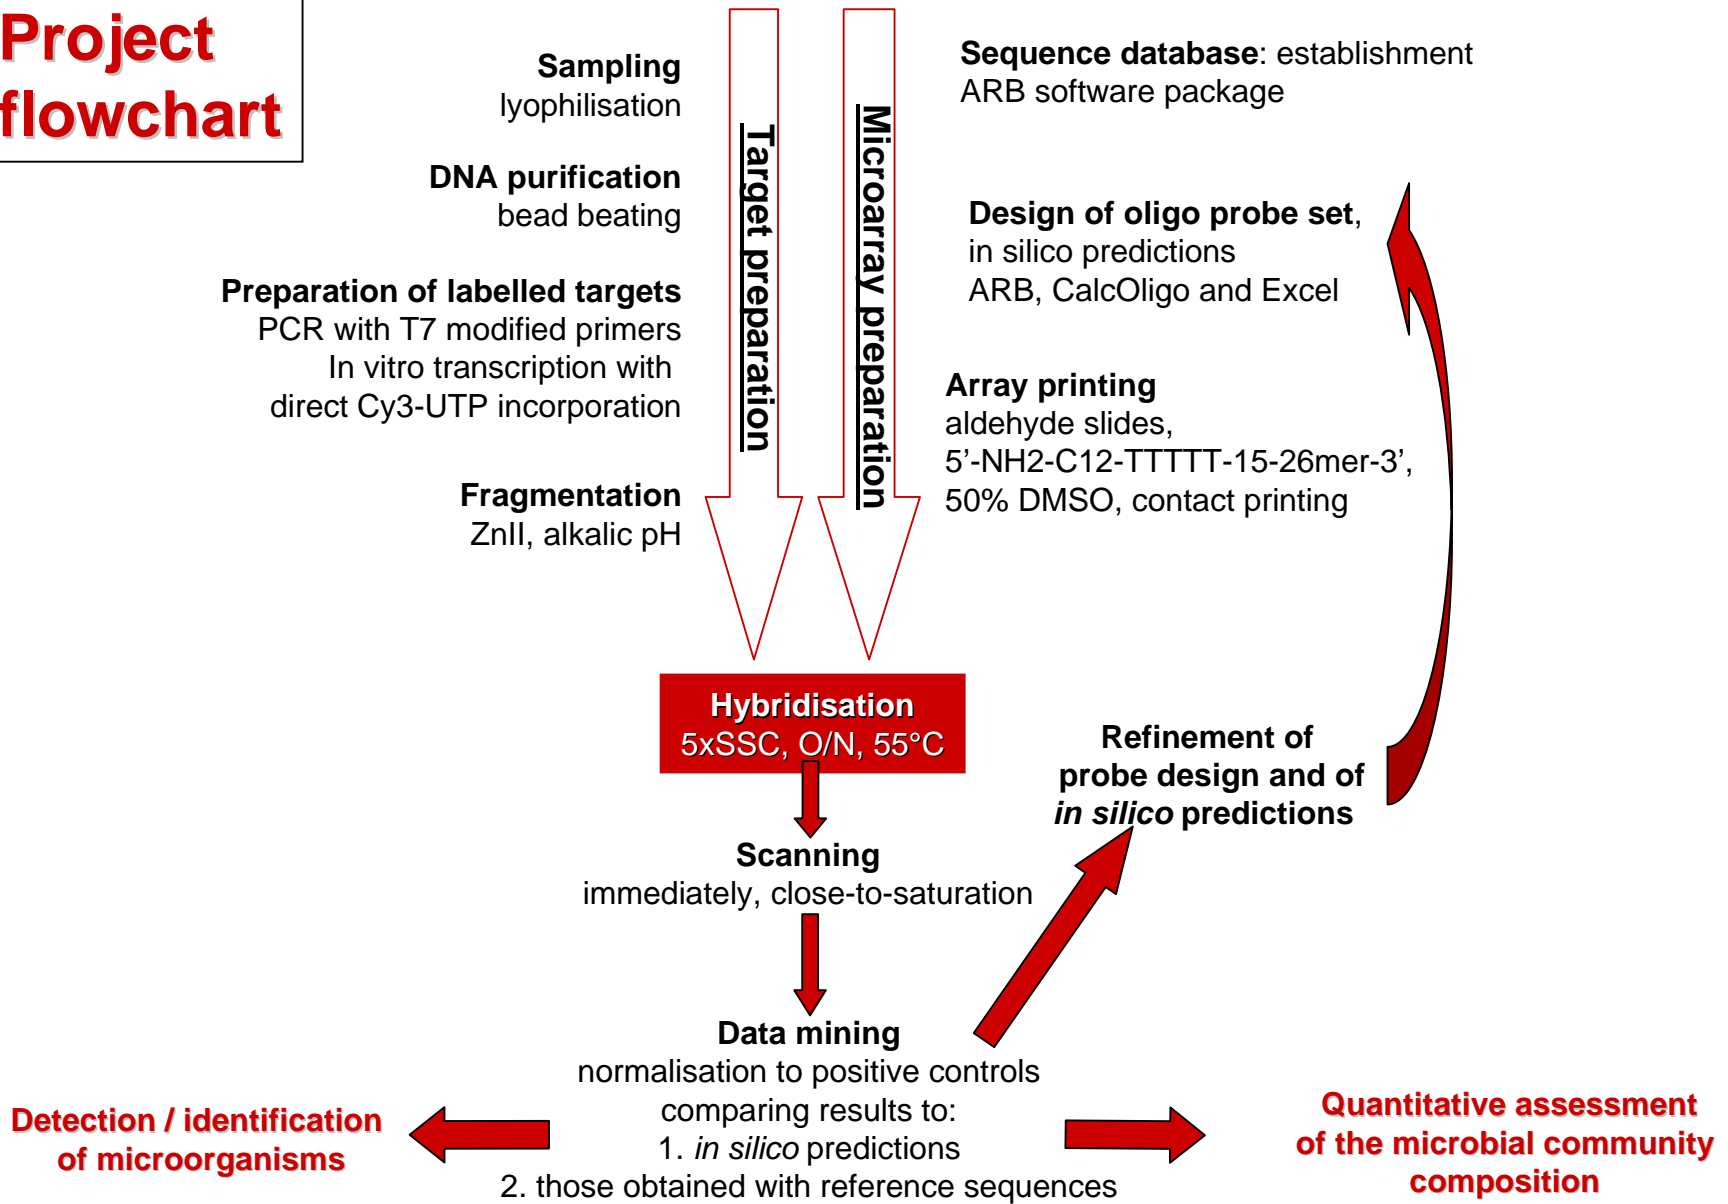 Project
flowchart
Sampling
lyophilisation
DNA purification
bead beating
Preparation of labelled targets
PCR with T7 modified primers
In vitro transcription with
direct Cy3-UTP incorporation
Fragmentation
ZnII, alkalic pH
Target preparation
Microarray preparation
Sequence database: establishment
ARB software package
Design of oligo probe set,
in silico predictions
ARB, CalcOligo and Excel
Array printing
aldehyde slides,
5’-NH2-C12-TTTTT-15-26mer-3’,
50% DMSO, contact printing
Hybridisation
5xSSC, O/N, 55°C
Refinement of
probe design and of
in silico predictions
Scanning
immediately, close-to-saturation
Data mining
normalisation to positive controls
comparing results to:
1. in silico predictions
2. those obtained with reference sequences
Detection / identification
of microorganisms
Quantitative assessment
of the microbial community
composition